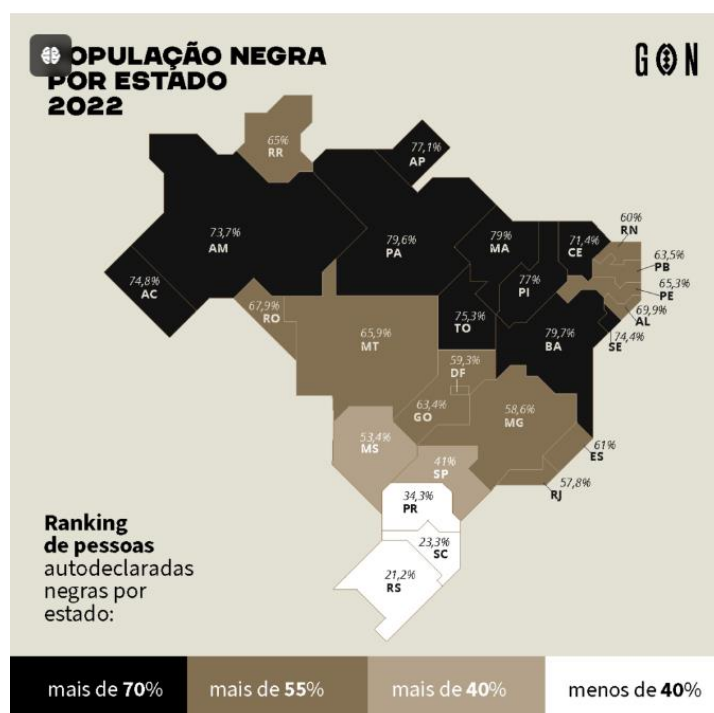 POPULAÇÃO NEGRA
POR ESTADO
2022
GON
65%
RR
77,1%
AP
73,7%
AM
79,6%
PA
79%
MA
71,4%
CE
60%
RN
63,5%
PB
65,3%
PE
69,9%
AL
74,4%
SE
77%
PI
74,8%
AC
67,9%
RO
75,3%
TO
79,7%
BA
65,9%
MT
59,3%
DF
63,4%
GO
58,6%
MG
61%
ES
57,8%
RJ
53,4%
MS
41%
SP
34,3%
PR
23,3%
SC
21,2%
RS
Ranking
de pessoas
autodeclaradas
negras por
estado:
mais de 70%
mais de 55%
mais de 40%
menos de 40%